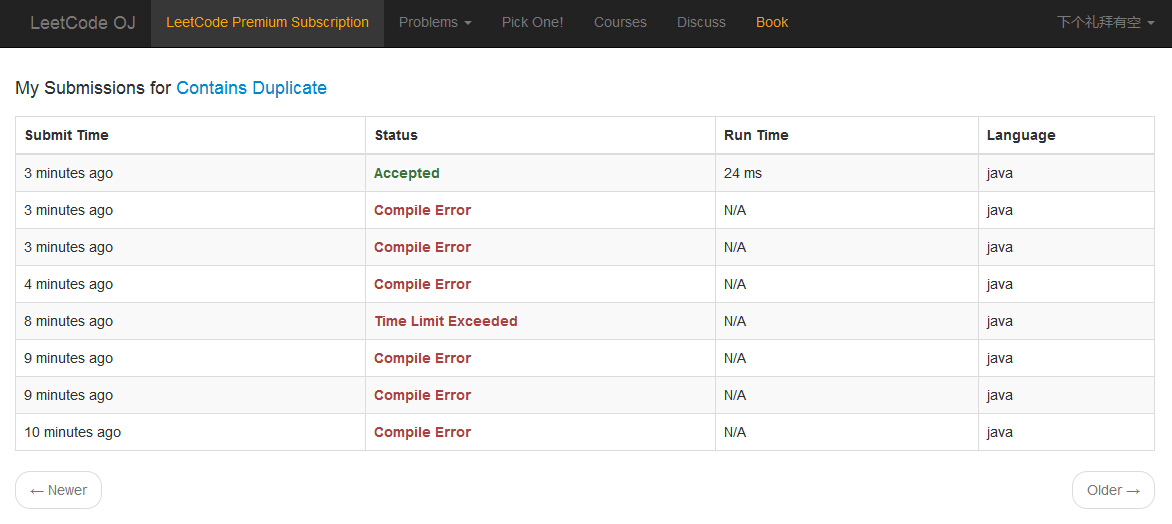 LeetCode OJ LeetCode Premium Subscription Problems Pick One! Courses Discuss Book 下个礼拜有空
My Submissions for Contains Duplicate
Submit Time Status Run Time Language
3 minutes ago Accepted 24 ms java
3 minutes ago Compile Error N/A java
3 minutes ago Compile Error N/A java
4 minutes ago Compile Error N/A java
8 minutes ago Time Limit Exceeded N/A java
9 minutes ago Compile Error N/A java
9 minutes ago Compile Error N/A java
10 minutes ago Compile Error N/A java
← Newer Older →